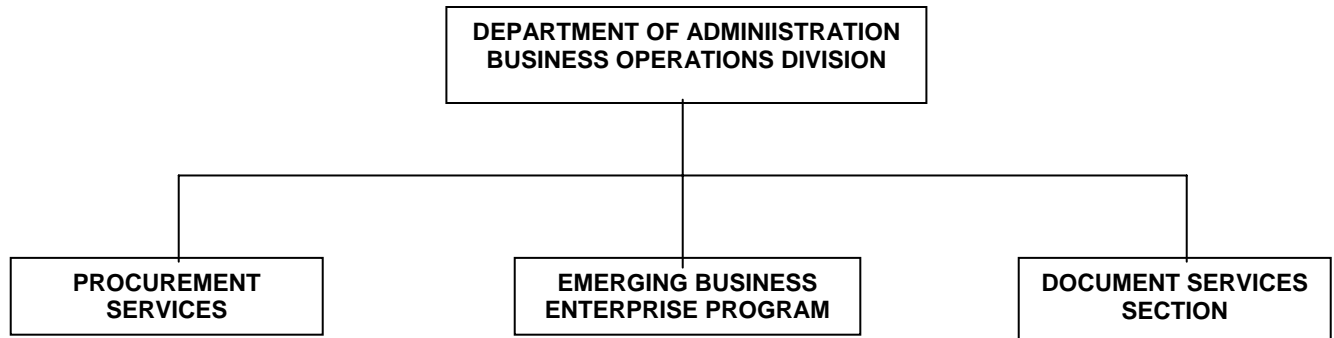 DEPARTMENT OF ADMINIISTRATION
BUSINESS OPERATIONS DIVISION
PROCUREMENT
SERVICES
EMERGING BUSINESS
ENTERPRISE PROGRAM
DOCUMENT SERVICES
SECTION